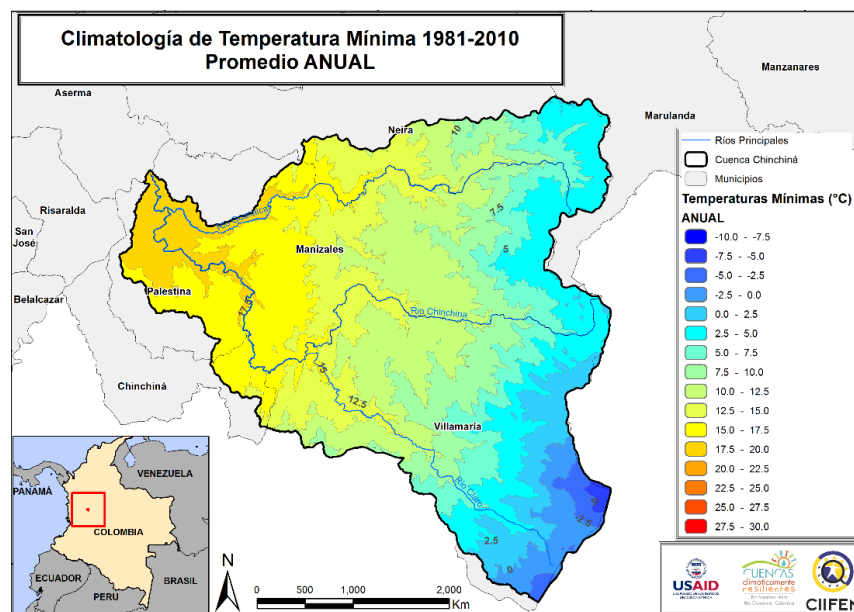 Climatología de Temperatura Mínima 1981-2010
Promedio ANUAL
Manzanares
Aserma
Marulanda
Neira
10
Ríos Principales
Cuenca Chinchiná
Municipios
Temperaturas Mínimas (°C)
ANUAL
-10.0 - -7.5
-7.5 - -5.0
-5.0 - -2.5
-2.5 - 0.0
0.0 - 2.5
2.5 - 5.0
5.0 - 7.5
7.5 - 10.0
10.0 - 12.5
12.5 - 15.0
15.0 - 17.5
17.5 - 20.0
20.0 - 22.5
22.5 - 25.0
25.0 - 27.5
27.5 - 30.0
Risaralda
San
José
7.5
Manizales
5
Belalcazar
Palestina
17.5
Río Chinchina
Chinchiná
15
12.5
Villamaría
Río Claro
-2.5
2.5
0
PANAMÁ
VENEZUELA
COLOMBIA
ECUADOR
PERU
BRASIL
N
0 500 1,000 2,000
Km
USAID
CUENCAS
climáticamente
resilientes
CIIFEN